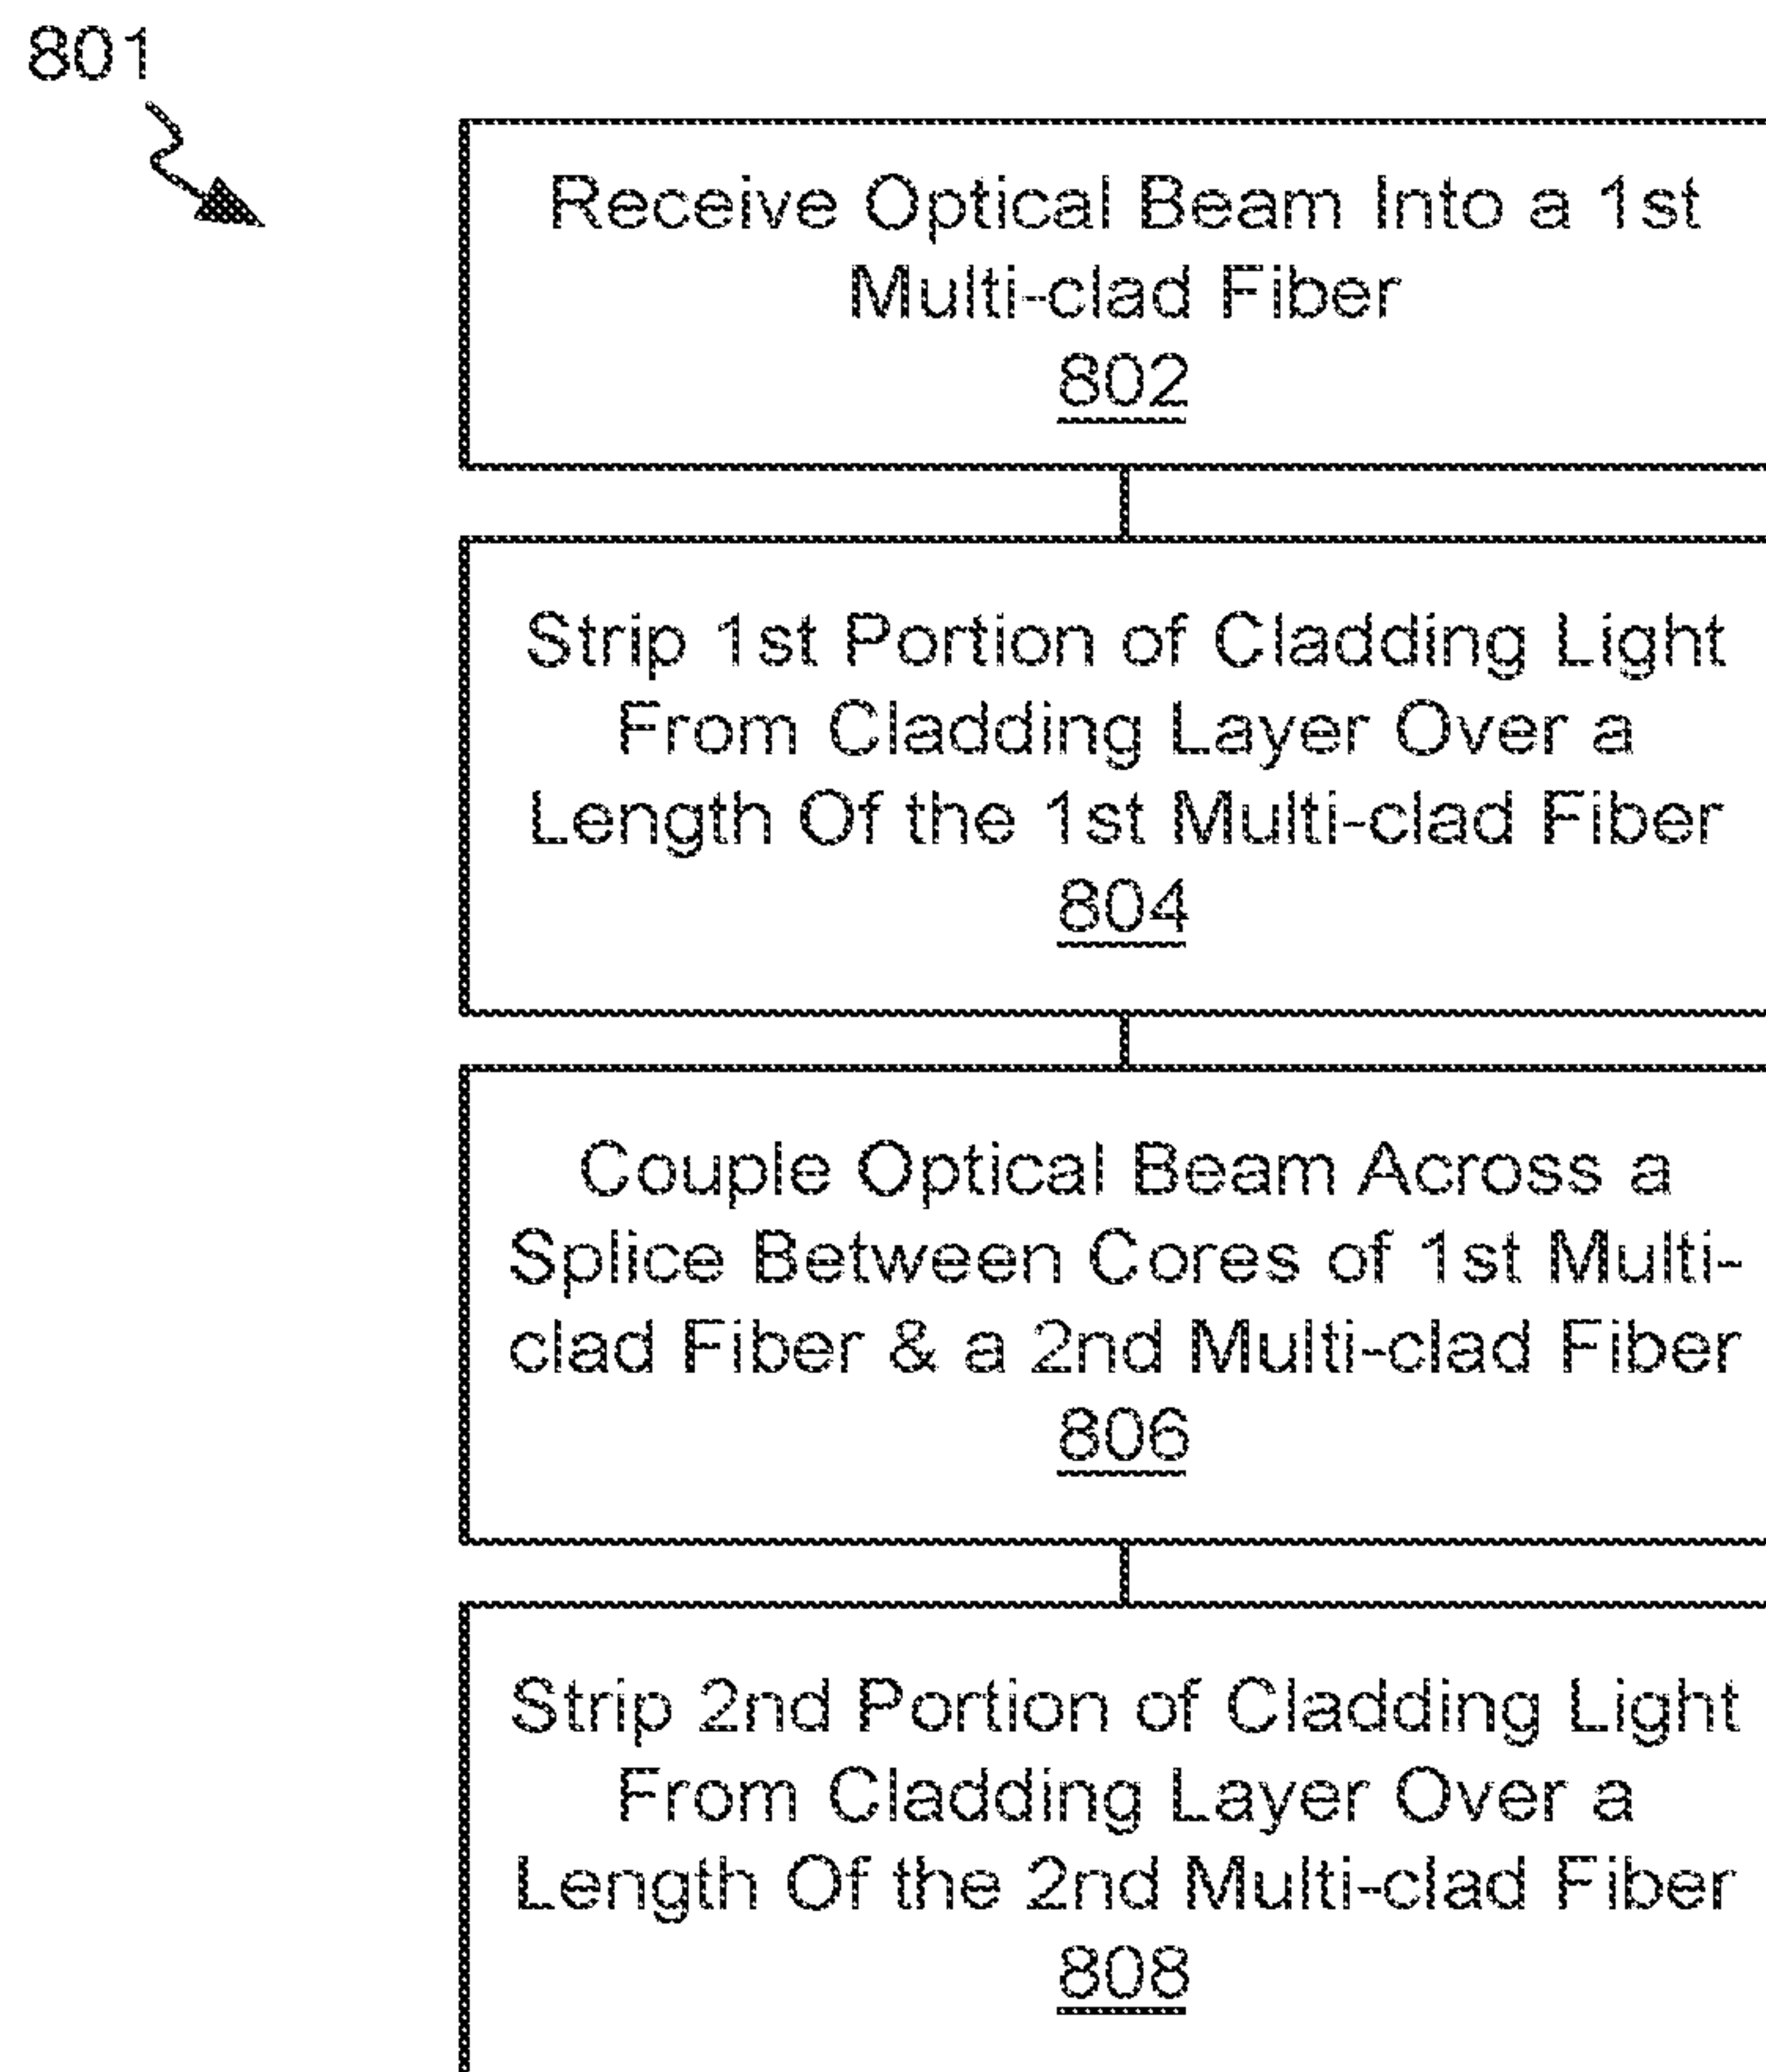 801
Receive Optical Beam Into a 1st
Multi-clad Fiber
802
Strip 1st Portion of Cladding Light
From Cladding Layer Over a
Length Of the 1st Multi-clad Fiber
804
Couple Optical Beam Across a
Splice Between Cores of 1st Multi-
clad Fiber & a 2nd Multi-clad Fiber
806
Strip 2nd Portion of Cladding Light
From Cladding Layer Over a
Length Of the 2nd Multi-clad Fiber
808